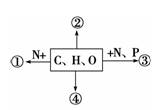 ②
N+
+N、P
① C、H、O ③
④